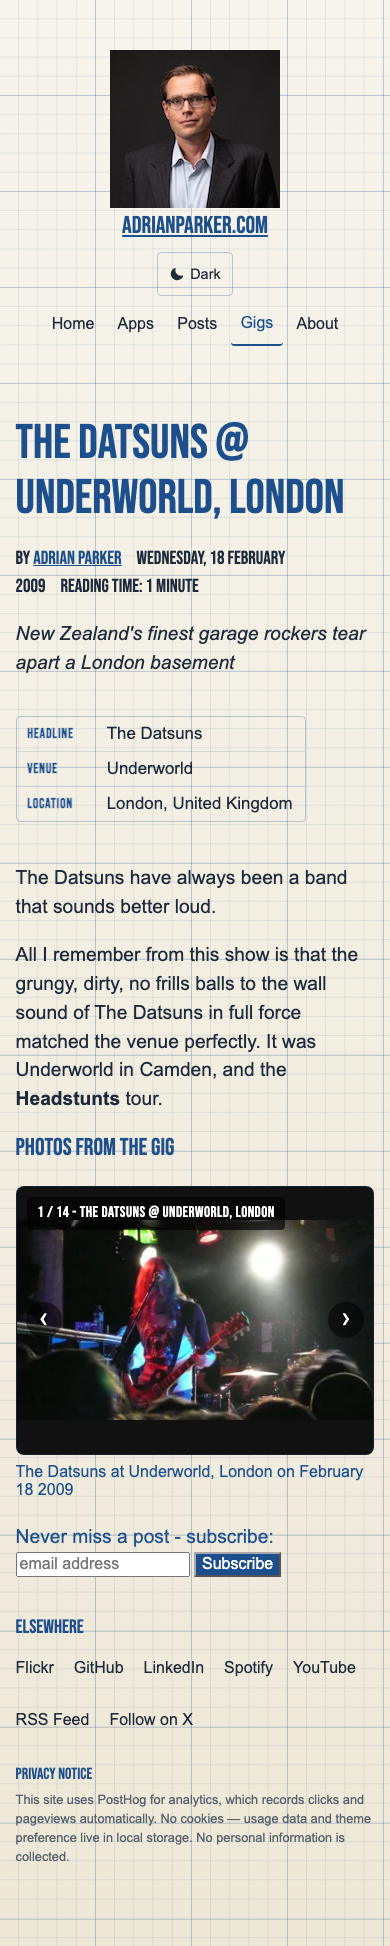 ADRIANPARKER.COM
Dark
Home Apps Posts Gigs About
THE DATSUNS @
UNDERWORLD, LONDON
BY ADRIAN PARKER WEDNESDAY, 18 FEBRUARY
2009 READING TIME: 1 MINUTE
New Zealand's finest garage rockers tear
apart a London basement
HEADLINE The Datsuns
VENUE Underworld
LOCATION London, United Kingdom
The Datsuns have always been a band
that sounds better loud.
All I remember from this show is that the
grungy, dirty, no frills balls to the wall
sound of The Datsuns in full force
matched the venue perfectly. It was
Underworld in Camden, and the
Headstunts tour.
PHOTOS FROM THE GIG
1 / 14 - THE DATSUNS @ UNDERWORLD, LONDON
❮ ❯
The Datsuns at Underworld, London on February
18 2009
Never miss a post - subscribe:
email address Subscribe
ELSEWHERE
Flickr GitHub LinkedIn Spotify YouTube
RSS Feed Follow on X
PRIVACY NOTICE
This site uses PostHog for analytics, which records clicks and
pageviews automatically. No cookies — usage data and theme
preference live in local storage. No personal information is
collected.